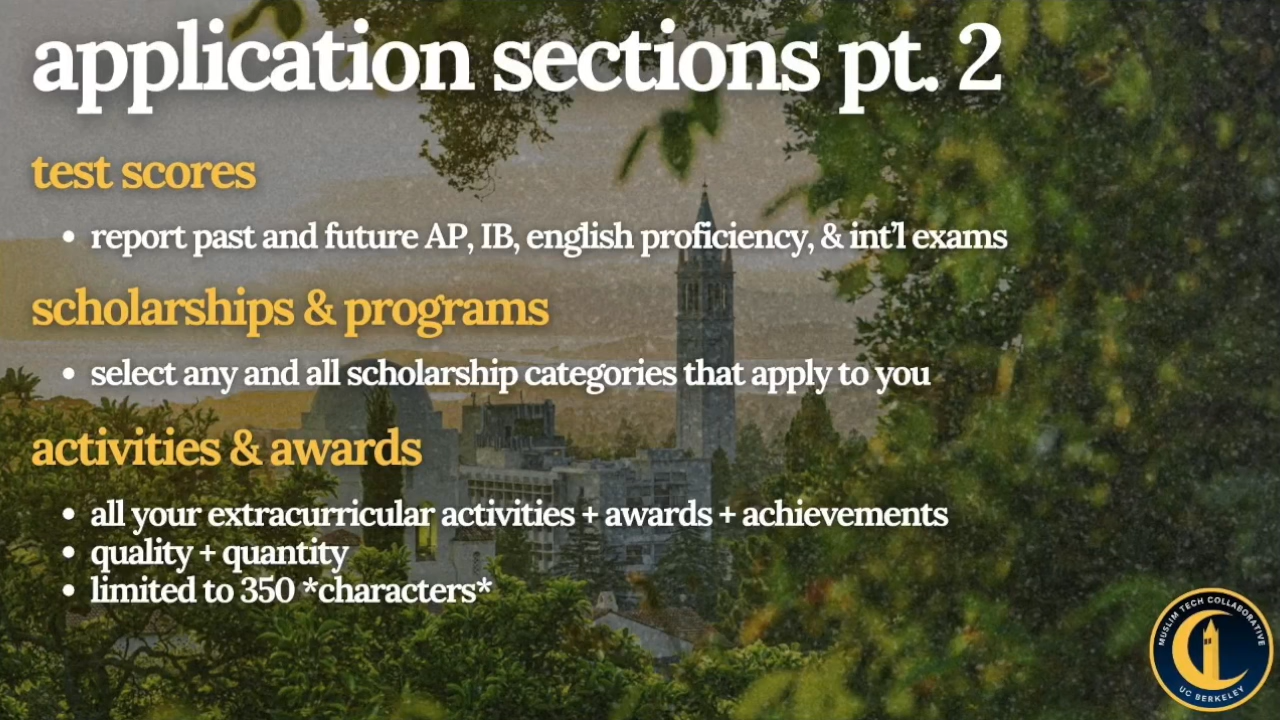 application sections pt. 2
test scores
• report past and future AP, IB, english proficiency, & int'l exams
scholarships & programs
• select any and all scholarship categories that apply to you
activities & awards
• all your extracurricular activities + awards + achievements
• quality + quantity
• limited to 350 *characters*
MUSLIM TECH COLLABORATIVE
UC BERKELEY